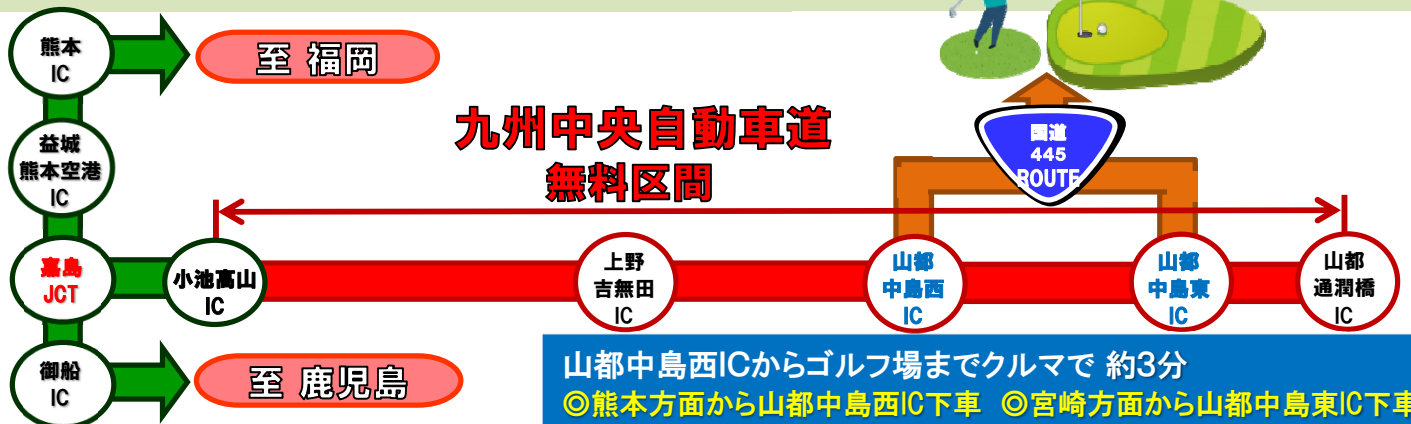 熊本
IC
至 福岡
九州中央自動車道
無料区間
国道
445
ROUTE
益城
熊本空港
IC
嘉島
JCT
小池高山
IC
上野
吉無田
IC
山都
中島西
IC
山都
中島東
IC
山都
通潤橋
IC
御船
IC
至 鹿児島
山都中島西ICからゴルフ場までクルマで 約3分
◎熊本方面から山都中島西IC下車 ◎宮崎方面から山都中島東IC下車